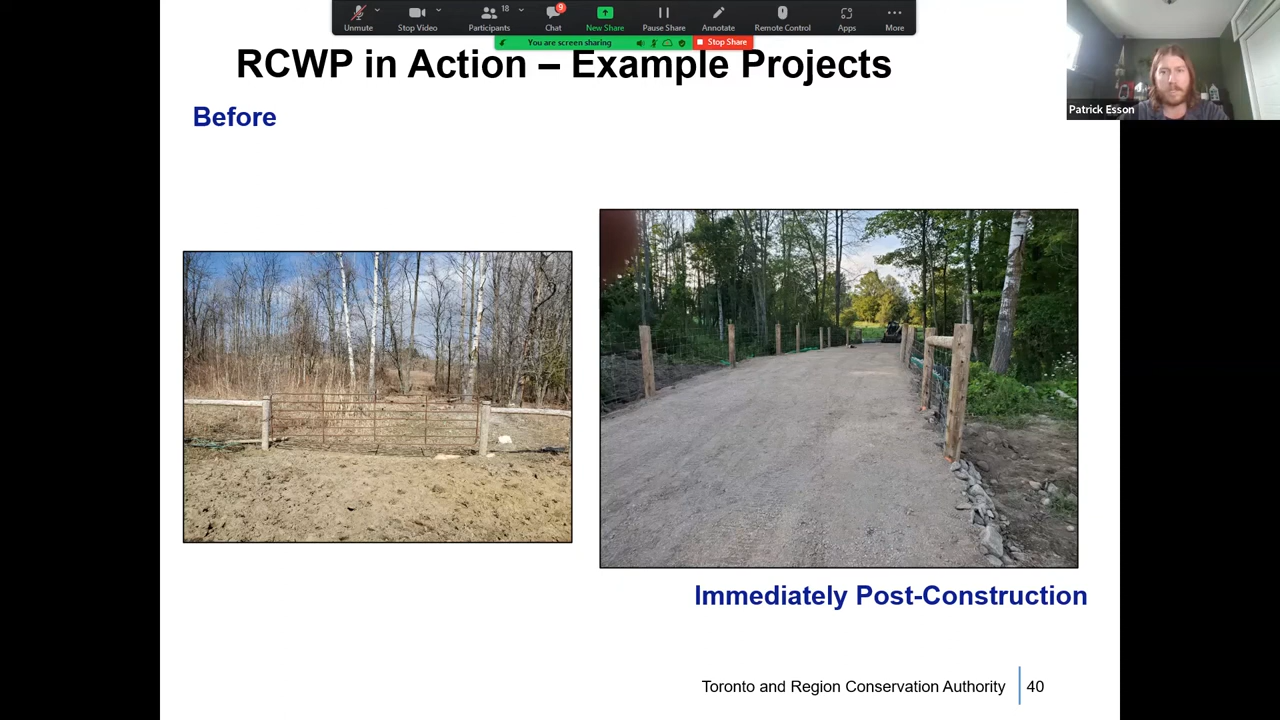 18
9
Unmute
Stop Video
Participants
Chat
New Share
Pause Share
Annotate
Remote Control
Apps
More
You are screen sharing
Stop Share
RCWP in Action – Example Projects
Patrick Esson
Before
Immediately Post-Construction
Toronto and Region Conservation Authority
40